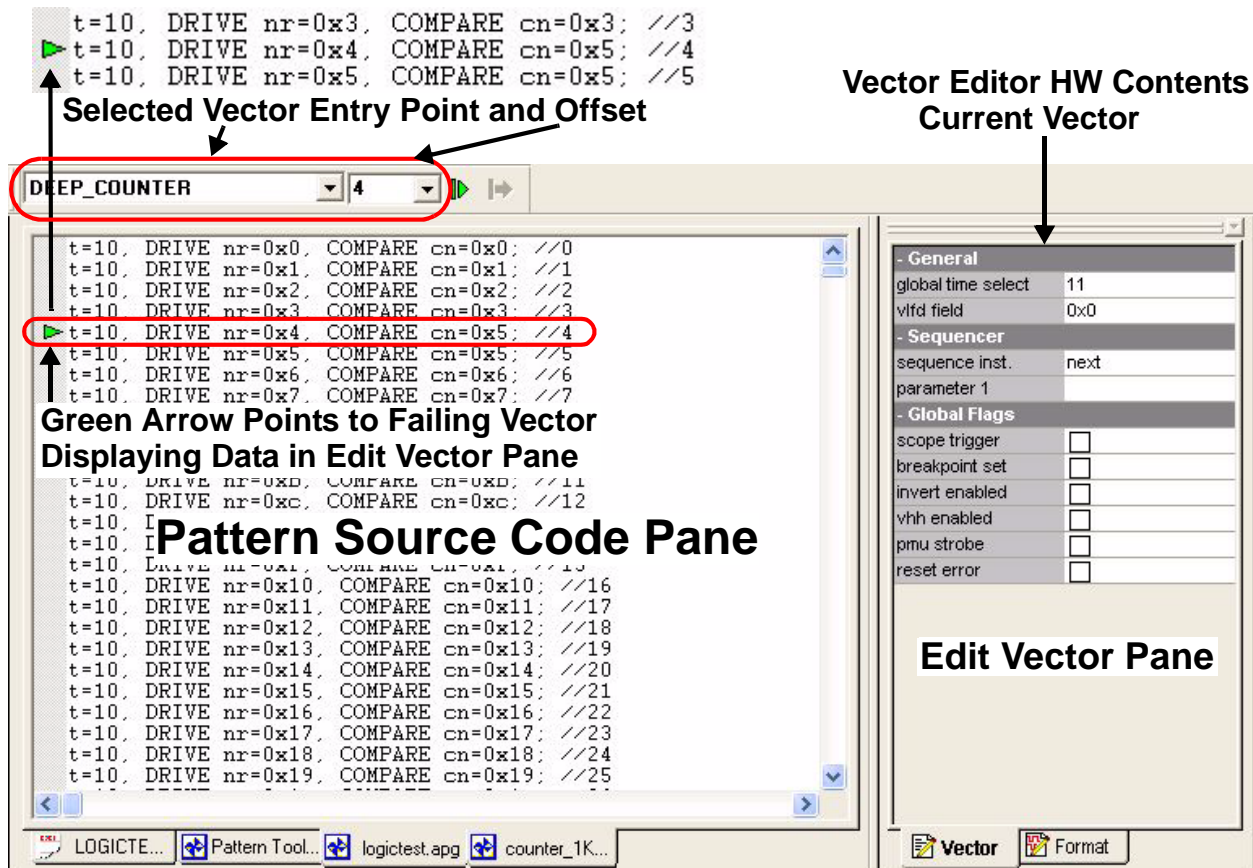 t=10, DRIVE nr=0x3, COMPARE cn=0x3; //3
t=10, DRIVE nr=0x4, COMPARE cn=0x5; //4
t=10, DRIVE nr=0x5, COMPARE cn=0x5; //5
Selected Vector Entry Point and Offset
Vector Editor HW Contents
Current Vector
DEEP_COUNTER 4
t=10, DRIVE nr=0x0, COMPARE cn=0x0; //0
t=10, DRIVE nr=0x1, COMPARE cn=0x1; //1
t=10, DRIVE nr=0x2, COMPARE cn=0x2; //2
t=10, DRIVE nr=0x3, COMPARE cn=0x3; //3
t=10, DRIVE nr=0x4, COMPARE cn=0x5; //4
t=10, DRIVE nr=0x5, COMPARE cn=0x5; //5
t=10, DRIVE nr=0x6, COMPARE cn=0x6; //6
t=10, DRIVE nr=0x7, COMPARE cn=0x7; //7
Green Arrow Points to Failing Vector
Displaying Data in Edit Vector Pane
t=10, DRIVE nr=0xb, COMPARE cn=0xb; //11
t=10, DRIVE nr=0xc, COMPARE cn=0xc; //12
t=10,
t=10,
Pattern Source Code Pane
t=10, DRIVE nr=0xf, COMPARE cn=0xf; //15
t=10, DRIVE nr=0x10, COMPARE cn=0x10; //16
t=10, DRIVE nr=0x11, COMPARE cn=0x11; //17
t=10, DRIVE nr=0x12, COMPARE cn=0x12; //18
t=10, DRIVE nr=0x13, COMPARE cn=0x13; //19
t=10, DRIVE nr=0x14, COMPARE cn=0x14; //20
t=10, DRIVE nr=0x15, COMPARE cn=0x15; //21
t=10, DRIVE nr=0x16, COMPARE cn=0x16; //22
t=10, DRIVE nr=0x17, COMPARE cn=0x17; //23
t=10, DRIVE nr=0x18, COMPARE cn=0x18; //24
t=10, DRIVE nr=0x19, COMPARE cn=0x19; //25
LOGICTE... Pattern Tool... logictest.apg counter_1K...
- General
global time select 11
vlfd field 0x0
- Sequencer
sequence inst. next
parameter 1
- Global Flags
scope trigger
breakpoint set
invert enabled
vhh enabled
pmu strobe
reset error
Edit Vector Pane
Vector Format